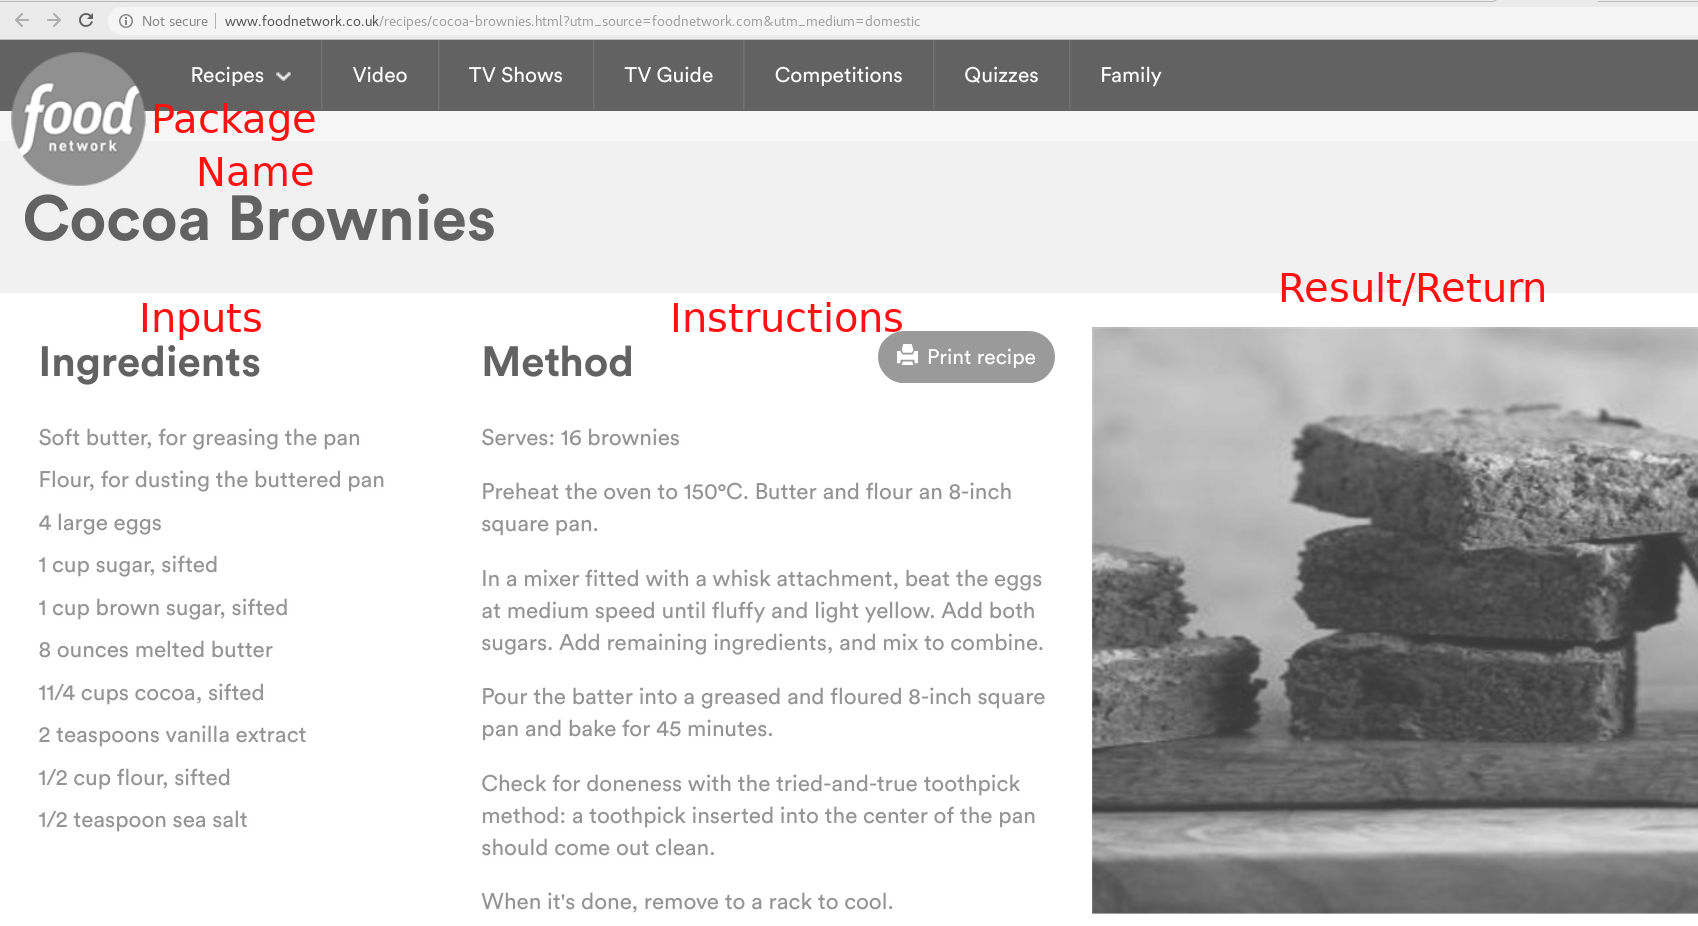 Not secure | www.foodnetwork.co.uk/recipes/cocoa-brownies.html?utm_source=foodnetwork.com&utm_medium=domestic
Recipes Video TV Shows TV Guide Competitions Quizzes Family
food
network
Package
Name
Cocoa Brownies
Inputs
Ingredients
Soft butter, for greasing the pan
Flour, for dusting the buttered pan
4 large eggs
1 cup sugar, sifted
1 cup brown sugar, sifted
8 ounces melted butter
11/4 cups cocoa, sifted
2 teaspoons vanilla extract
1/2 cup flour, sifted
1/2 teaspoon sea salt
Instructions
Method
Print recipe
Serves: 16 brownies
Preheat the oven to 150°C. Butter and flour an 8-inch
square pan.
In a mixer fitted with a whisk attachment, beat the eggs
at medium speed until fluffy and light yellow. Add both
sugars. Add remaining ingredients, and mix to combine.
Pour the batter into a greased and floured 8-inch square
pan and bake for 45 minutes.
Check for doneness with the tried-and-true toothpick
method: a toothpick inserted into the center of the pan
should come out clean.
When it's done, remove to a rack to cool.
Result/Return